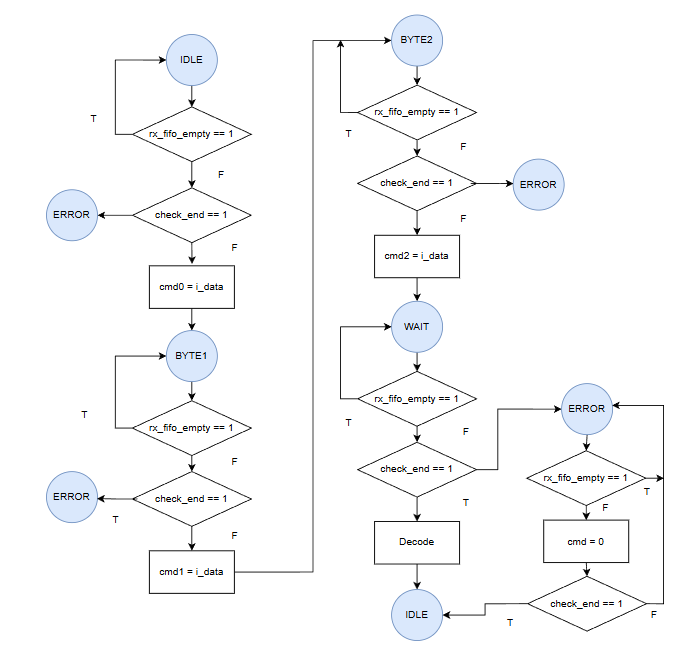 IDLE
T
rx_fifo_empty == 1
F
ERROR
check_end == 1
F
cmd0 = i_data
BYTE1
T
rx_fifo_empty == 1
F
ERROR
check_end == 1
T
F
cmd1 = i_data
BYTE2
rx_fifo_empty == 1
T
F
check_end == 1
ERROR
F
cmd2 = i_data
WAIT
rx_fifo_empty == 1
T
F
check_end == 1
T
Decode
IDLE
ERROR
rx_fifo_empty == 1
T
F
cmd = 0
check_end == 1
T
F